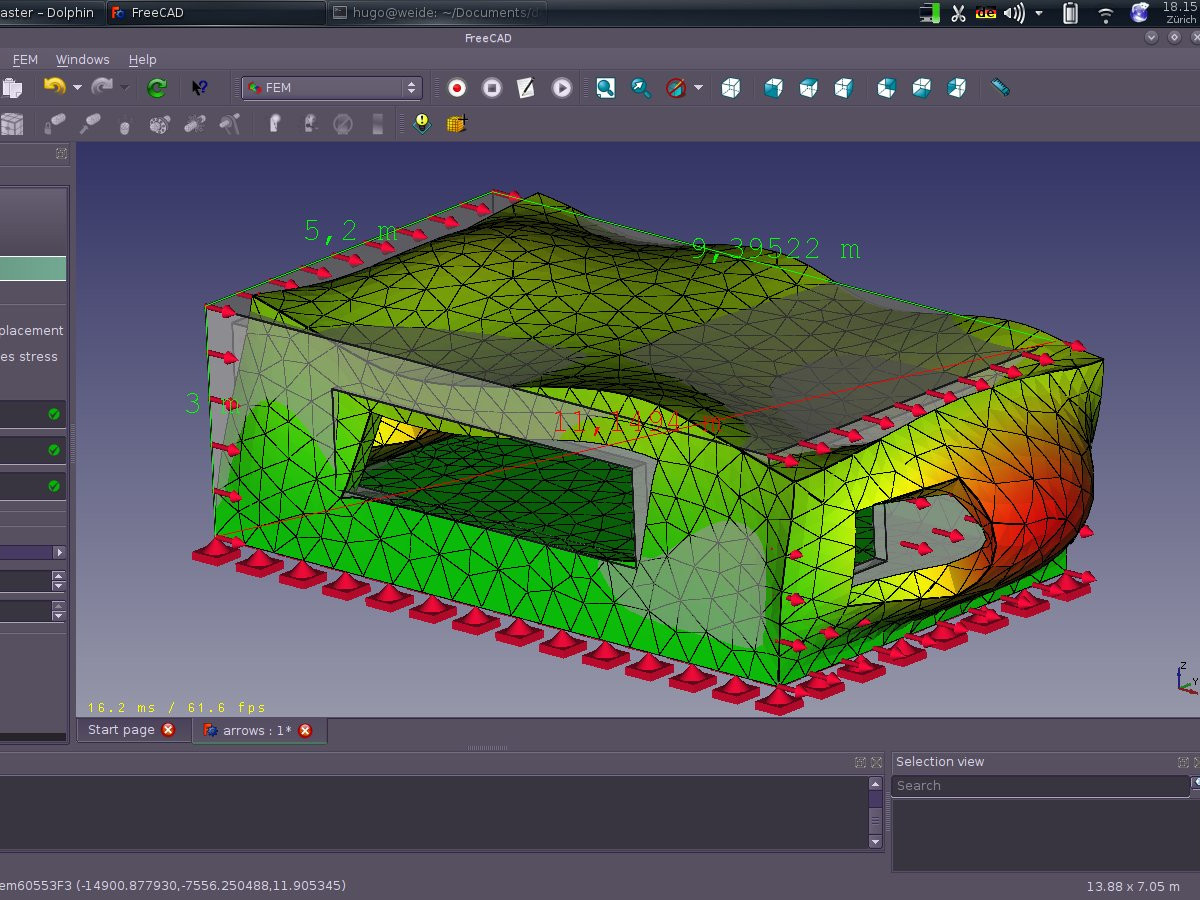 aster – Dolphin
FreeCAD
hugo@weide: ~/Documents/d
de
18.15
Zürich
FreeCAD
FEM Windows Help
FEM
5,2 m
9,39522 m
placement
es stress
3 m
11,1494 m
Z
Y
16.2 ms / 61.6 fps
Start page
arrows : 1*
Selection view
Search
em60553F3 (-14900.877930,-7556.250488,11.905345)
13.88 x 7.05 m